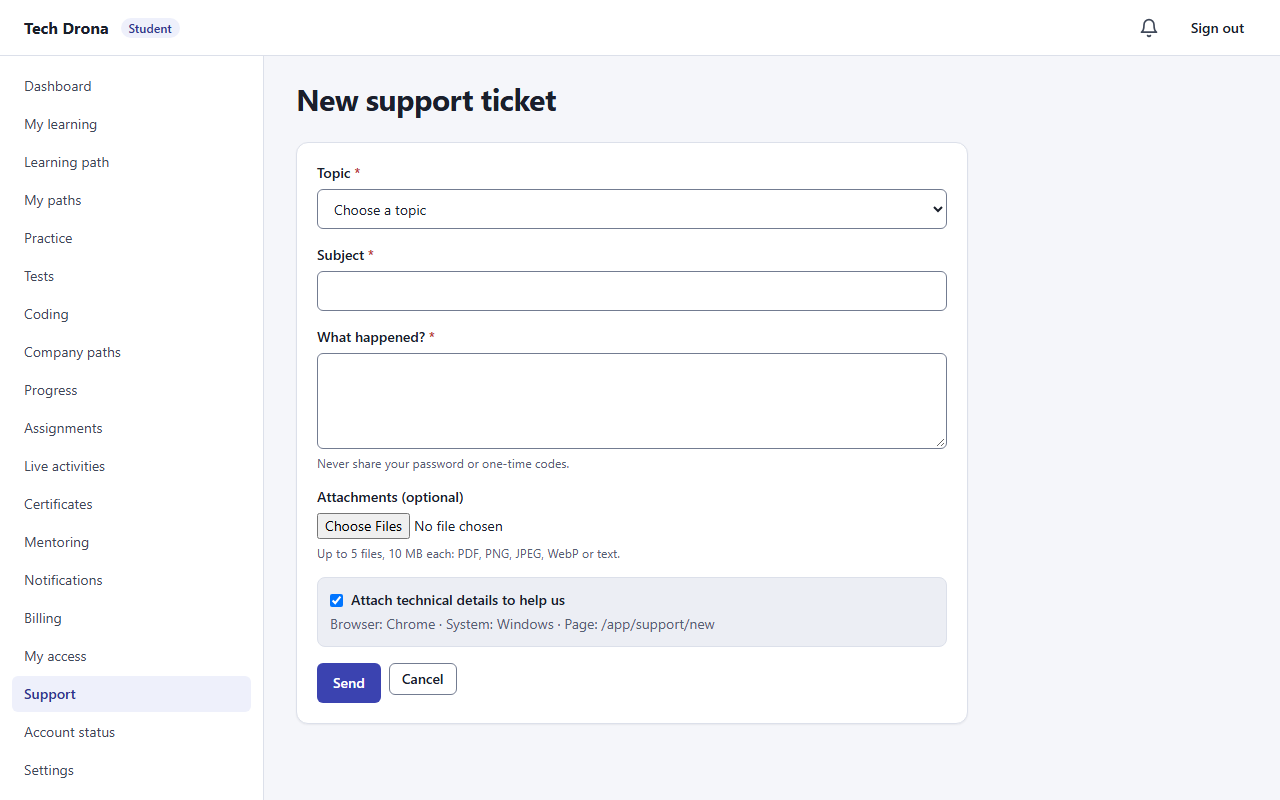 Tech Drona
Student
Sign out
Dashboard
My learning
Learning path
My paths
Practice
Tests
Coding
Company paths
Progress
Assignments
Live activities
Certificates
Mentoring
Notifications
Billing
My access
Support
Account status
Settings
New support ticket
Topic *
Choose a topic
Subject *
What happened? *
Never share your password or one-time codes.
Attachments (optional)
Choose Files No file chosen
Up to 5 files, 10 MB each: PDF, PNG, JPEG, WebP or text.
Attach technical details to help us
Browser: Chrome · System: Windows · Page: /app/support/new
Send
Cancel